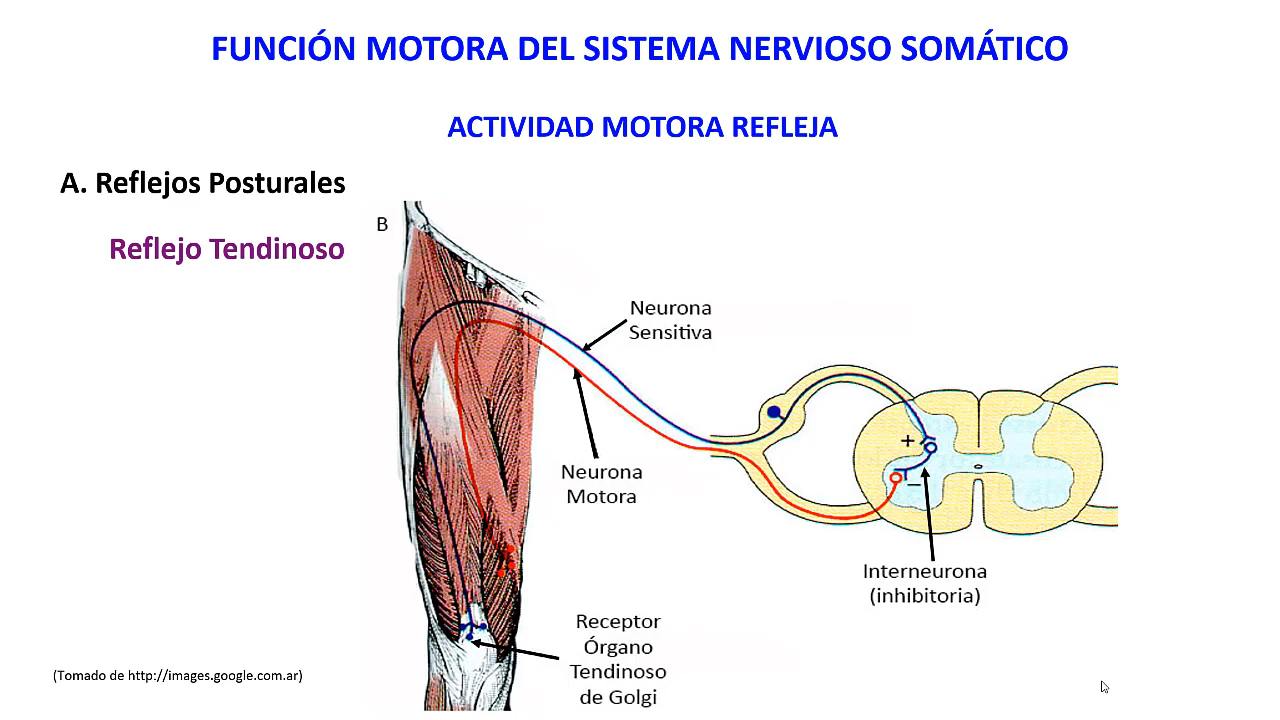 FUNCIÓN MOTORA DEL SISTEMA NERVIOSO SOMÁTICO
ACTIVIDAD MOTORA REFLEJA
A. Reflejos Posturales
Reflejo Tendinoso
B
Neurona
Sensitiva
Neurona
Motora
+
−
Interneurona
(inhibitoria)
Receptor
Órgano
Tendinoso
de Golgi
(Tomado de http://images.google.com.ar)